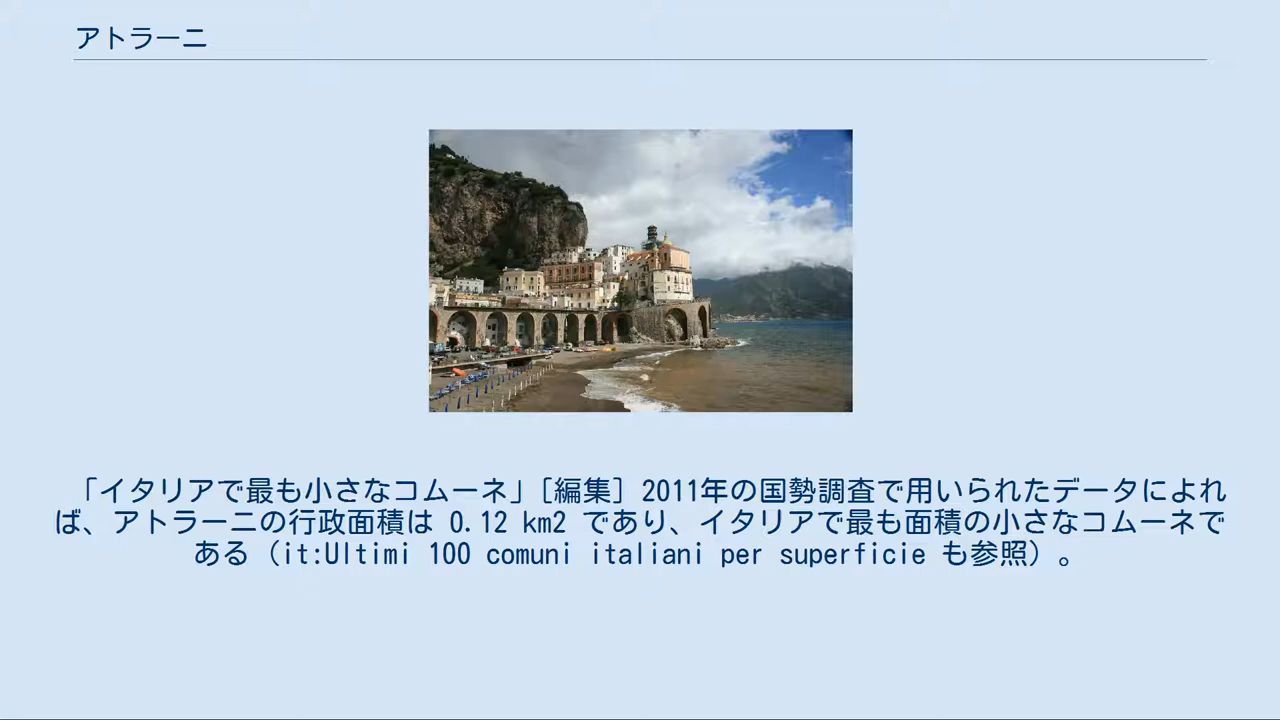 アトラーニ
「イタリアで最も小さなコムーネ」[編集] 2011年の国勢調査で用いられたデータによれ
ば、アトラーニの行政面積は 0.12 km2 であり、イタリアで最も面積の小さなコムーネで
ある（it:Ultimi 100 comuni italiani per superficie も参照）。